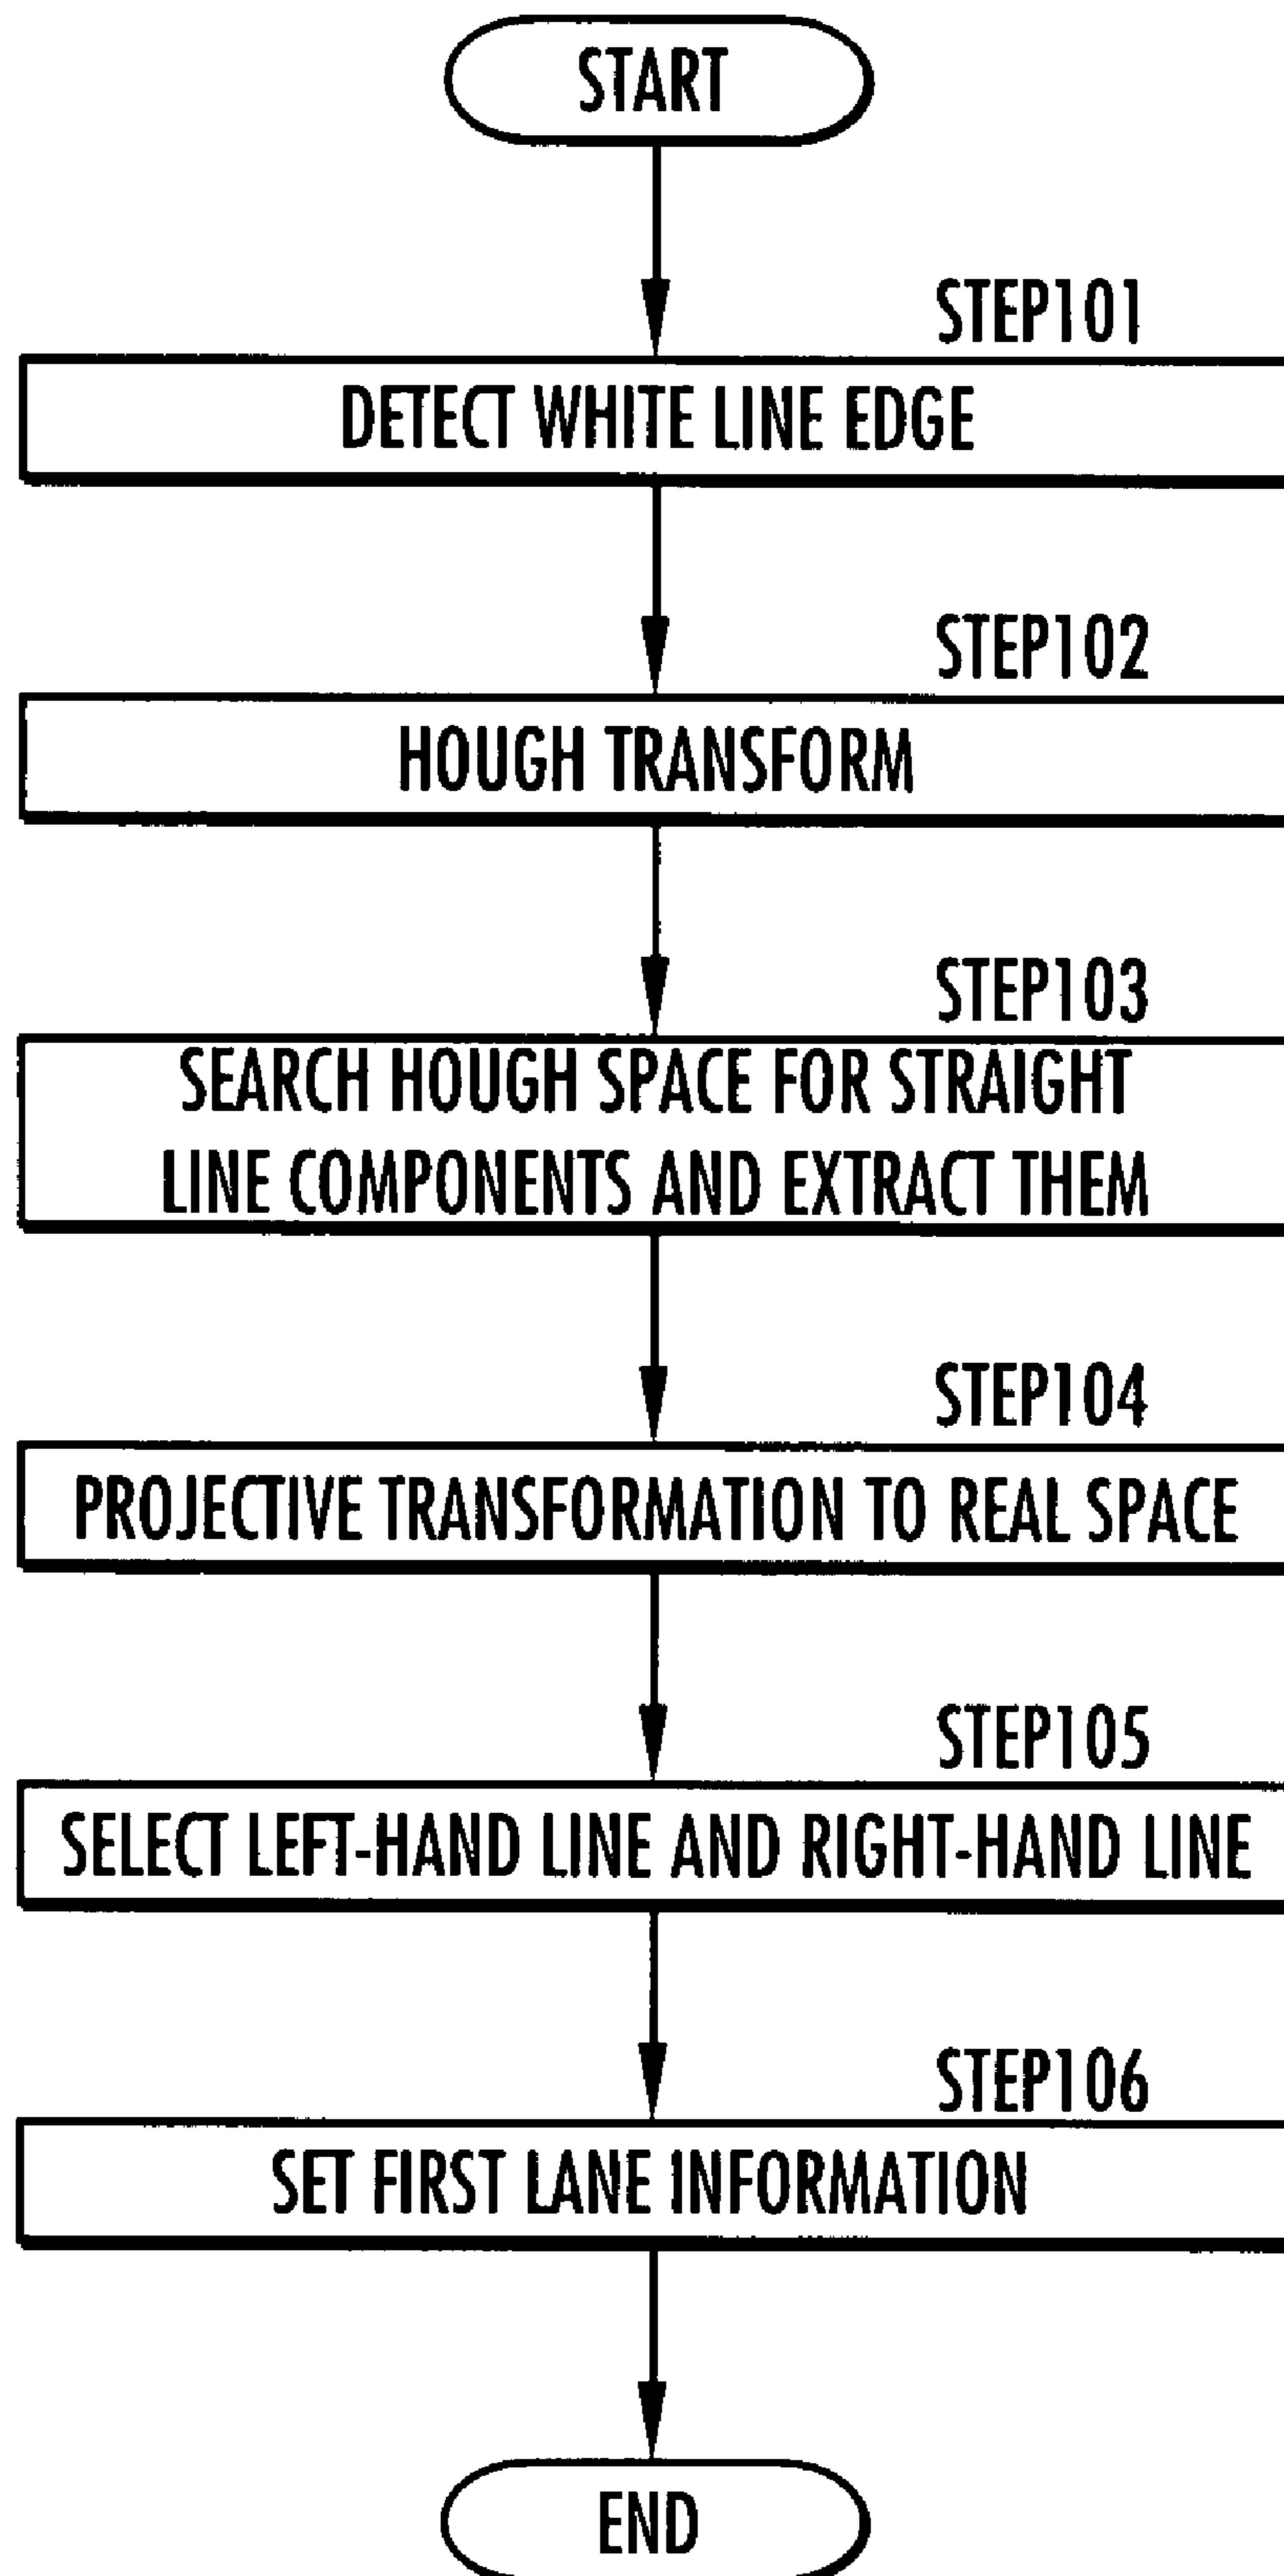 START
STEP101
DETECT WHITE LINE EDGE
STEP102
HOUGH TRANSFORM
STEP103
SEARCH HOUGH SPACE FOR STRAIGHT
LINE COMPONENTS AND EXTRACT THEM
STEP104
PROJECTIVE TRANSFORMATION TO REAL SPACE
STEP105
SELECT LEFT-HAND LINE AND RIGHT-HAND LINE
STEP106
SET FIRST LANE INFORMATION
END